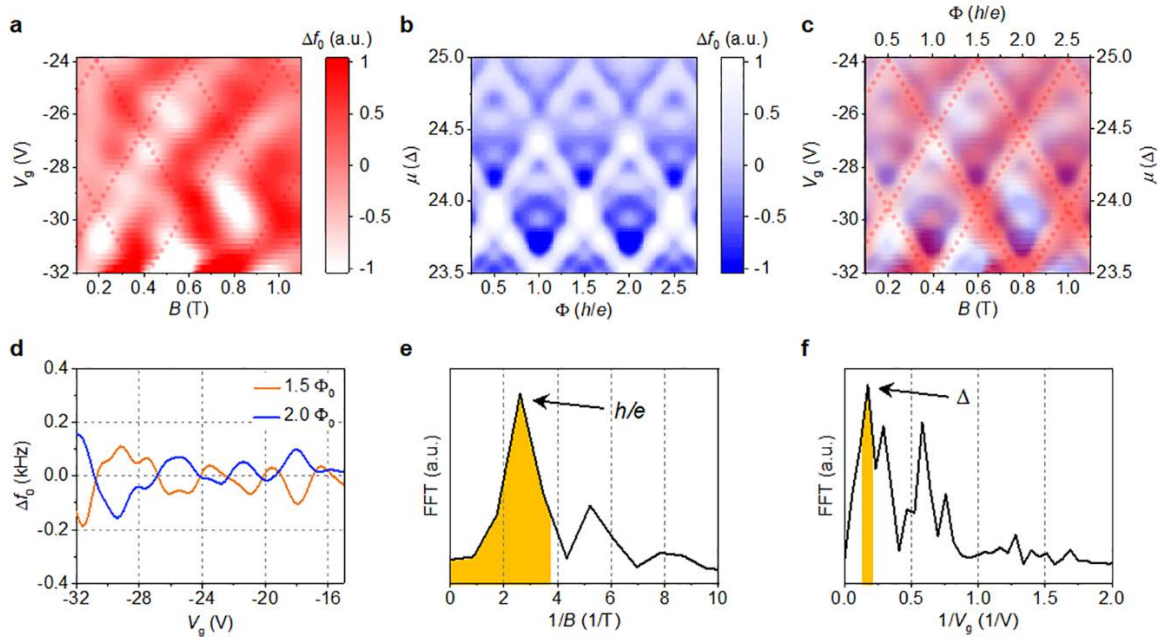 a
Δf₀ (a.u.)
-24
-26
-28
-30
-32
V_g (V)
0.2 0.4 0.6 0.8 1.0
B (T)
1
0.5
0
-0.5
-1
b
Δf₀ (a.u.)
25.0
24.5
24.0
23.5
μ (Δ)
0.5 1.0 1.5 2.0 2.5
Φ (h/e)
1
0.5
0
-0.5
-1
c
Φ (h/e)
0.5 1.0 1.5 2.0 2.5
-24
-26
-28
-30
-32
V_g (V)
25.0
24.5
24.0
23.5
μ (Δ)
0.2 0.4 0.6 0.8 1.0
B (T)
d
0.4
0.2
0.0
-0.2
-0.4
Δf₀ (kHz)
1.5 Φ₀
2.0 Φ₀
-32 -28 -24 -20 -16
V_g (V)
e
FFT (a.u.)
h/e
0 2 4 6 8 10
1/B (1/T)
f
FFT (a.u.)
Δ
0.0 0.5 1.0 1.5 2.0
1/V_g (1/V)